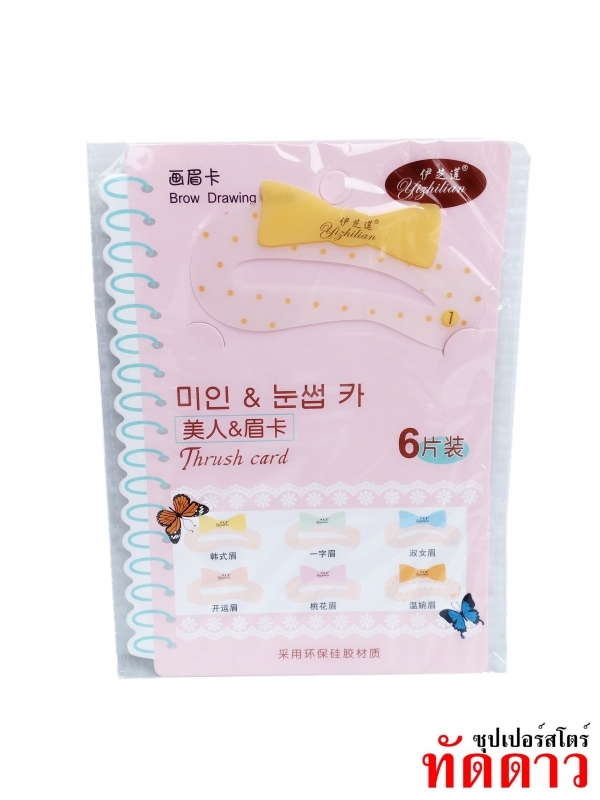 画眉卡
Brow Drawing
伊芝莲®
Yizhilian
伊芝莲®
Yizhilian
1
미인 & 눈썹 카
美人&眉卡
Thrush card
6片装
韩式眉
一字眉
淑女眉
开运眉
桃花眉
温婉眉
采用环保硅胶材质
ซุปเปอร์สโตร์
ทัดดาว